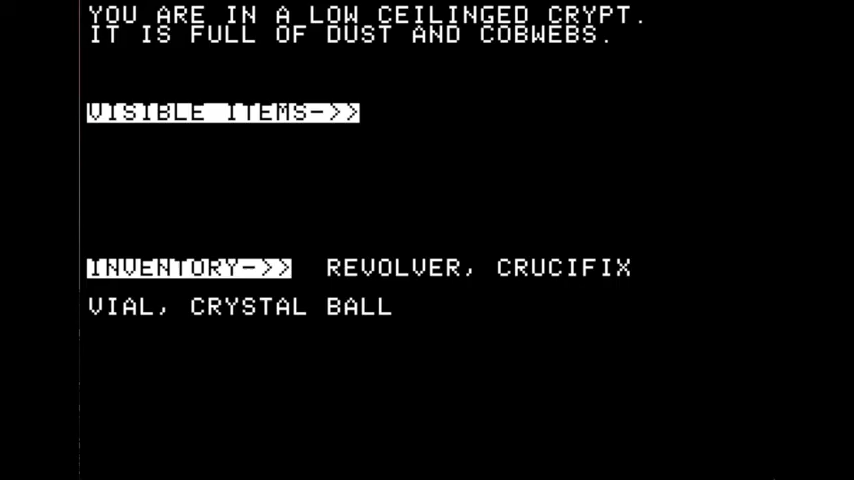 YOU ARE IN A LOW CEILINGED CRYPT.
IT IS FULL OF DUST AND COBWEBS.
VISIBLE ITEMS->>
INVENTORY->> REVOLVER, CRUCIFIX
VIAL, CRYSTAL BALL